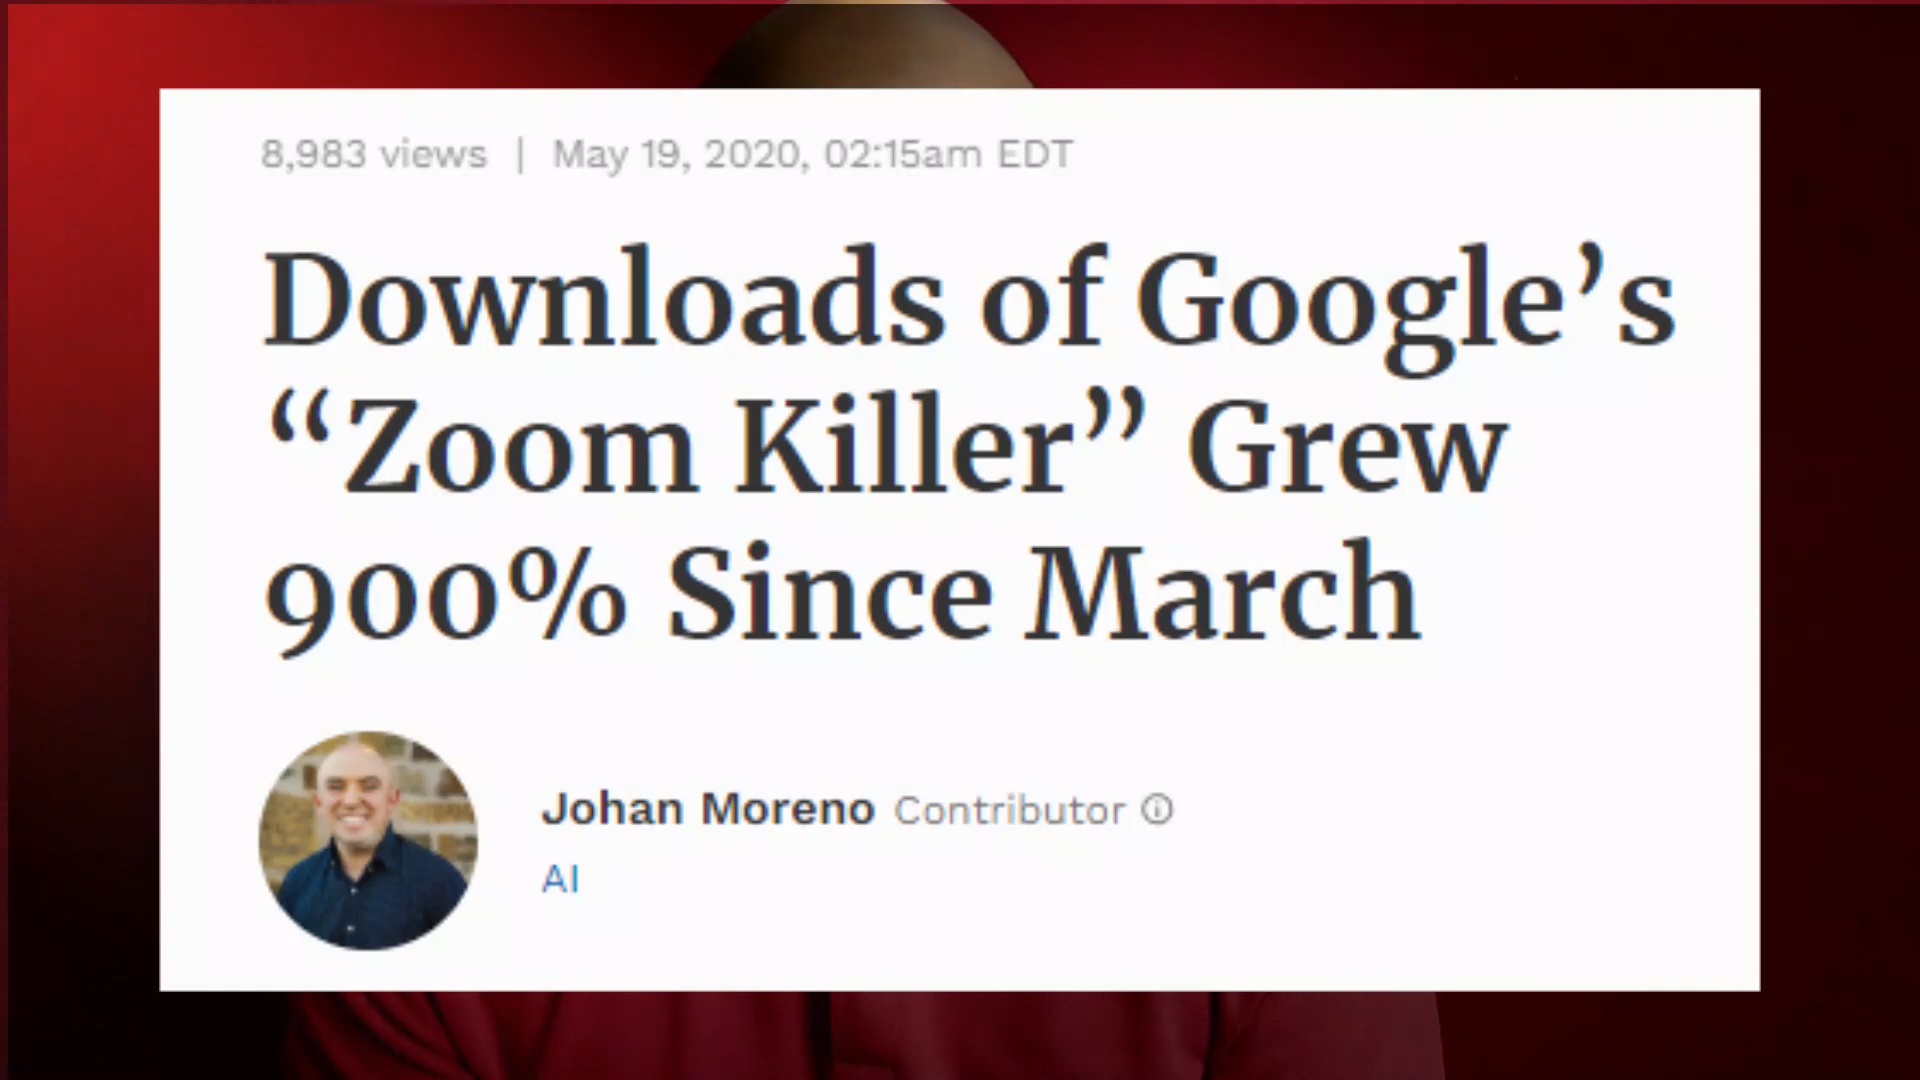 8,983 views | May 19, 2020, 02:15am EDT
Downloads of Google’s
“Zoom Killer” Grew
900% Since March
Johan Moreno Contributor ⓘ
AI